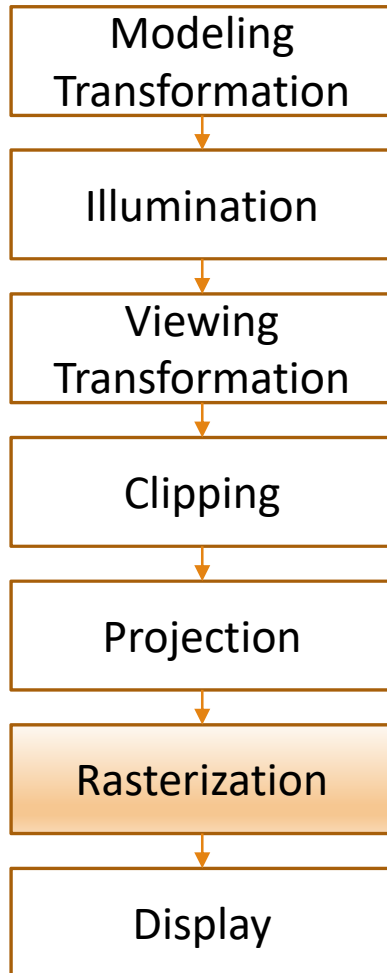 Modeling
Transformation
Illumination
Viewing
Transformation
Clipping
Projection
Rasterization
Display